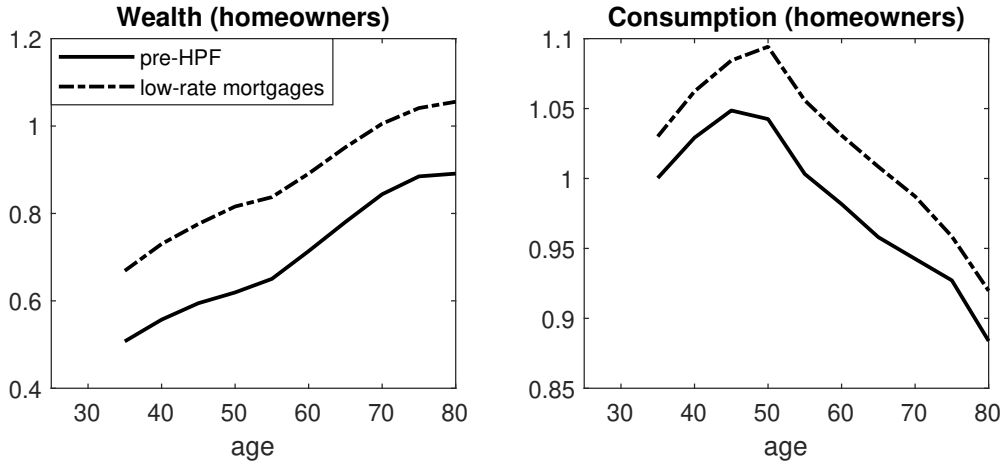 Wealth (homeowners)
1.2
1
0.8
0.6
0.4
pre-HPF
low-rate mortgages
30 40 50 60 70 80
age
Consumption (homeowners)
1.1
1.05
1
0.95
0.9
0.85
30 40 50 60 70 80
age